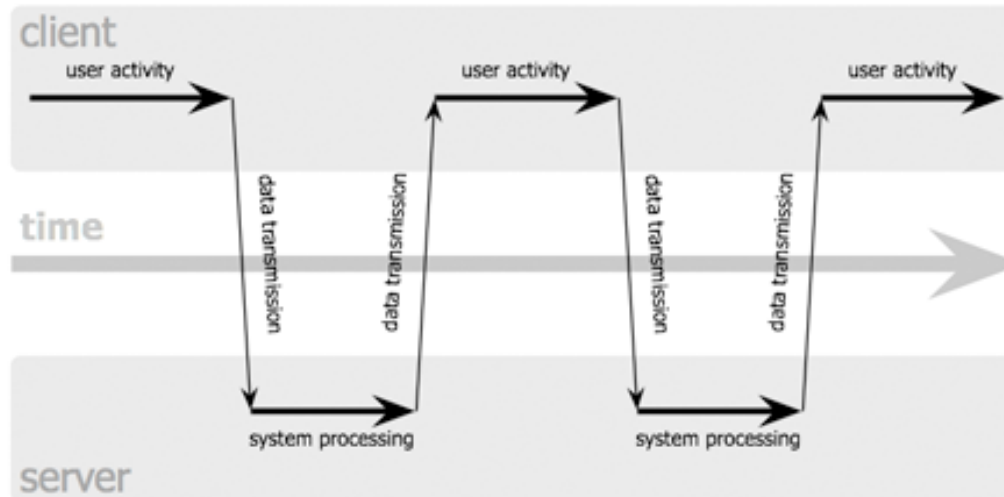 client
user activity
user activity
user activity
data transmission
data transmission
data transmission
data transmission
time
system processing
system processing
server